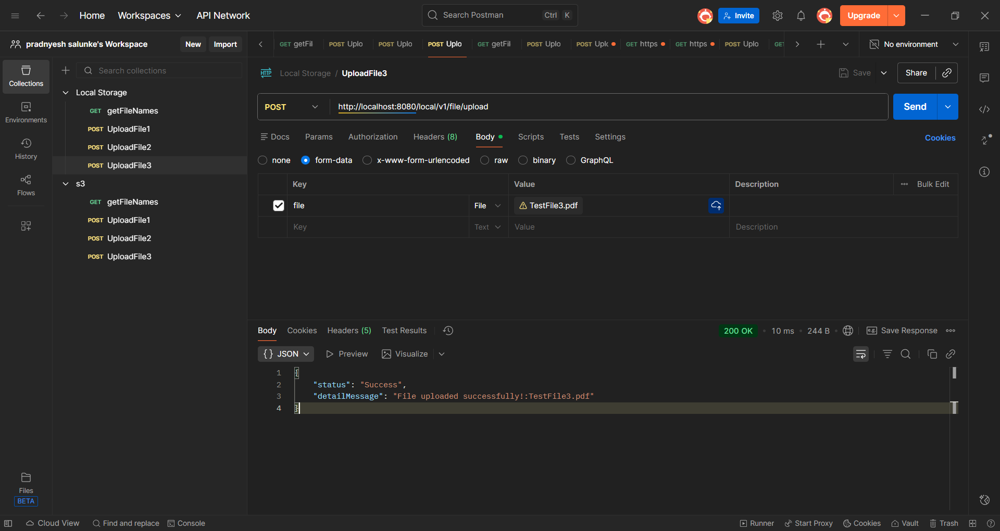 Home Workspaces API Network Search Postman Ctrl K Invite Upgrade
pradnyesh salunke's Workspace New Import
GET getFil POST Uplo POST Uplo POST Uplo GET getFil POST Uplo POST Uplo GET https GET https POST Uplo GET No environment
Collections
Environments
History
Flows
Files
BETA
Search collections
Local Storage
GET getFileNames
POST UploadFile1
POST UploadFile2
POST UploadFile3
s3
GET getFileNames
POST UploadFile1
POST UploadFile2
POST UploadFile3
HTTP Local Storage / UploadFile3 Save Share
POST http://localhost:8080/local/v1/file/upload Send
Docs Params Authorization Headers (8) Body Scripts Tests Settings Cookies
none form-data x-www-form-urlencoded raw binary GraphQL
Key Value Description Bulk Edit
file File TestFile3.pdf
Key Text Value Description
Body Cookies Headers (5) Test Results 200 OK 10 ms 244 B e.g. Save Response
{} JSON Preview Visualize
1 {
2 "status": "Success",
3 "detailMessage": "File uploaded successfully!:TestFile3.pdf"
4 }
Cloud View Find and replace Console Runner Start Proxy Cookies Vault Trash